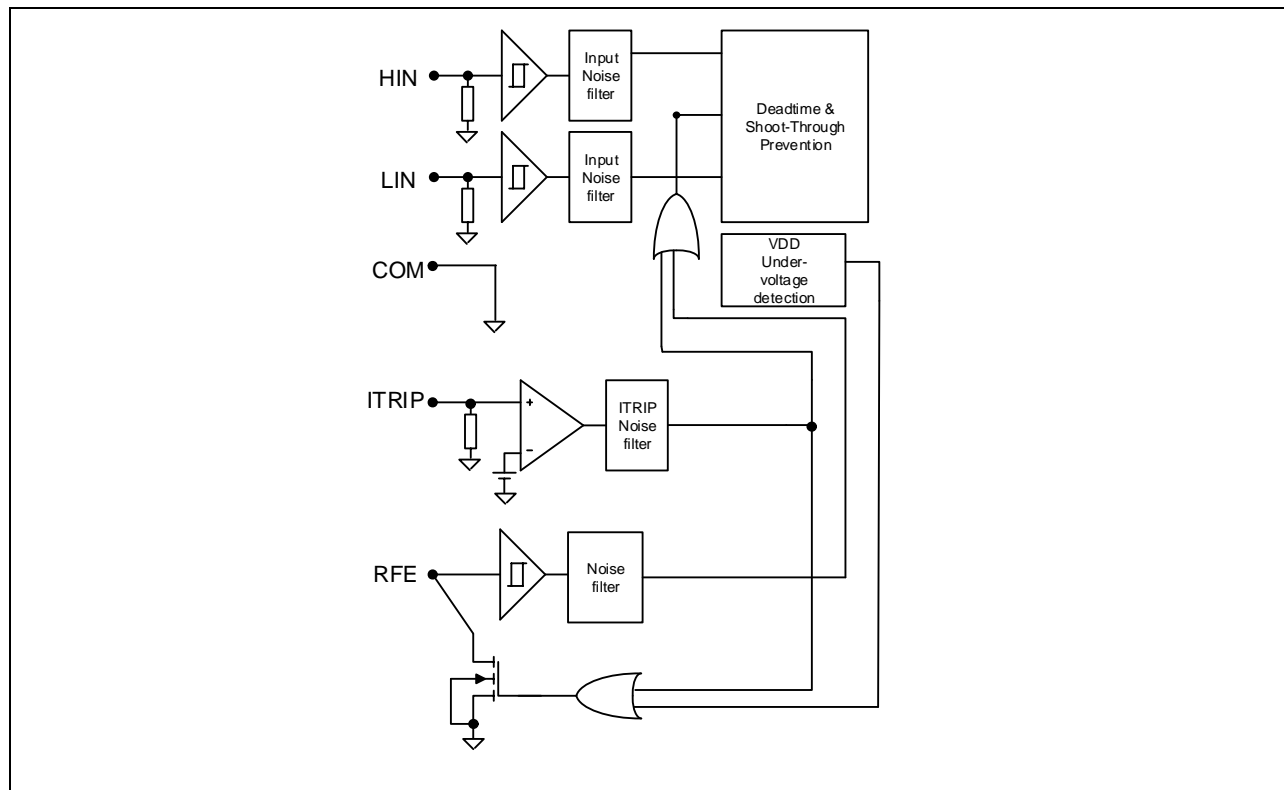 HIN
Input
Noise
filter
Deadtime &
Shoot-Through
Prevention
LIN
Input
Noise
filter
COM
VDD
Under-
voltage
detection
ITRIP
+
−
ITRIP
Noise
filter
RFE
Noise
filter